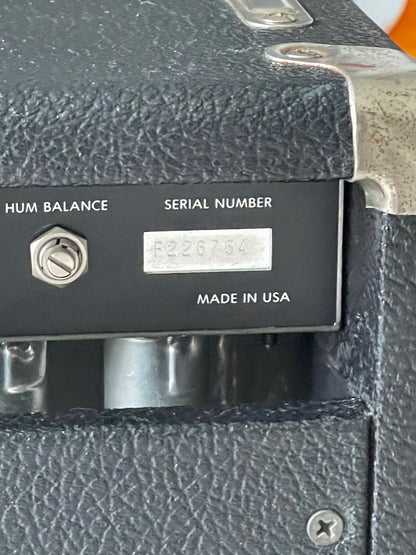 HUM BALANCE
SERIAL NUMBER
F226764
MADE IN USA